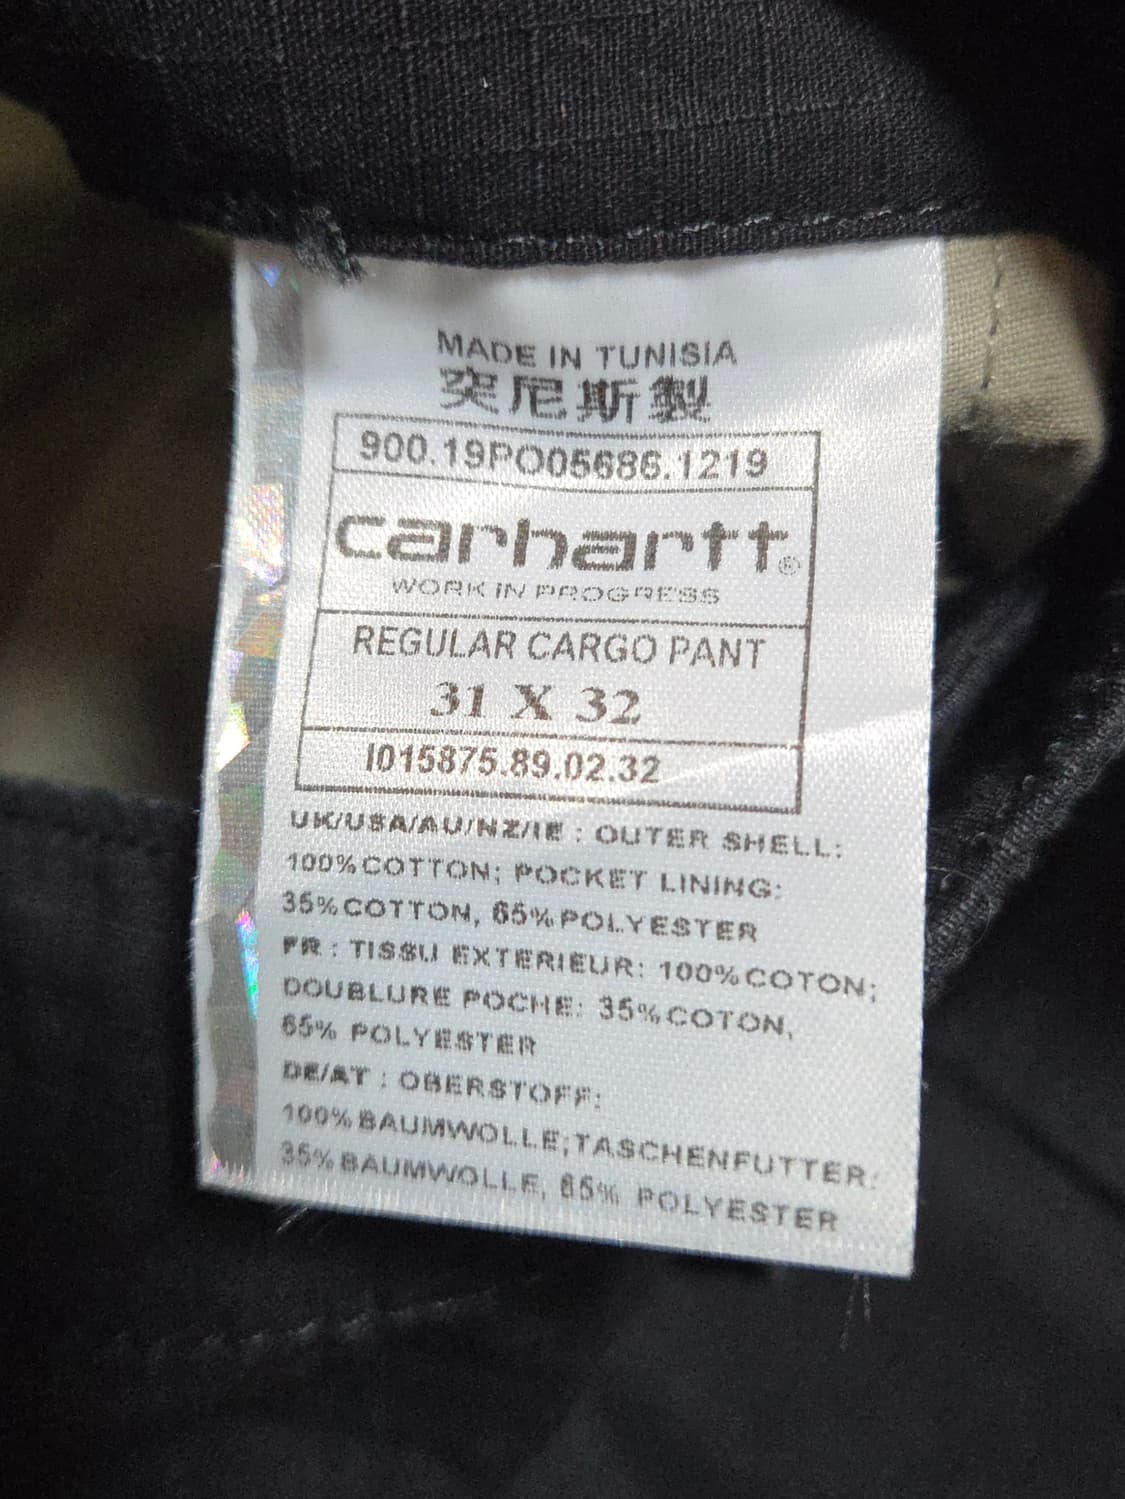 MADE IN TUNISIA
突尼斯製
900.19PO05686.1219
carhartt®
WORK IN PROGRESS
REGULAR CARGO PANT
31 X 32
I015875.89.02.32
UK/USA/AU/NZ/IE : OUTER SHELL:
100% COTTON; POCKET LINING:
35% COTTON, 65% POLYESTER
FR : TISSU EXTERIEUR: 100% COTON;
DOUBLURE POCHE: 35% COTON,
65% POLYESTER
DE/AT : OBERSTOFF:
100% BAUMWOLLE;TASCHENFUTTER:
35% BAUMWOLLE, 65% POLYESTER